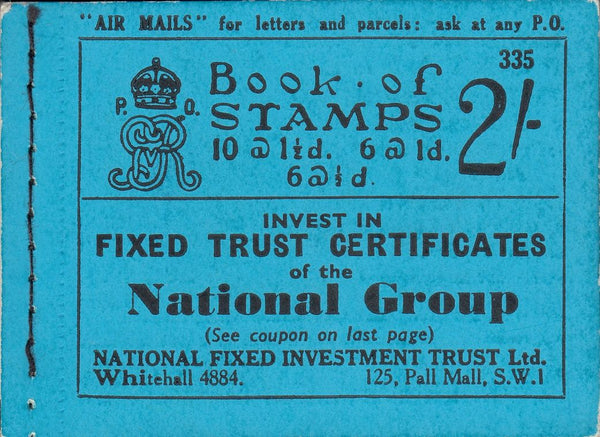 "AIR MAILS" for letters and parcels: ask at any P.O.
335
P. O.
GRV
Book of
STAMPS 2/-
10 @ 1½d. 6 @ 1d.
6 @ ½d.
INVEST IN
FIXED TRUST CERTIFICATES
of the
National Group
(See coupon on last page)
NATIONAL FIXED INVESTMENT TRUST Ltd.
Whitehall 4884. 125, Pall Mall, S.W.1